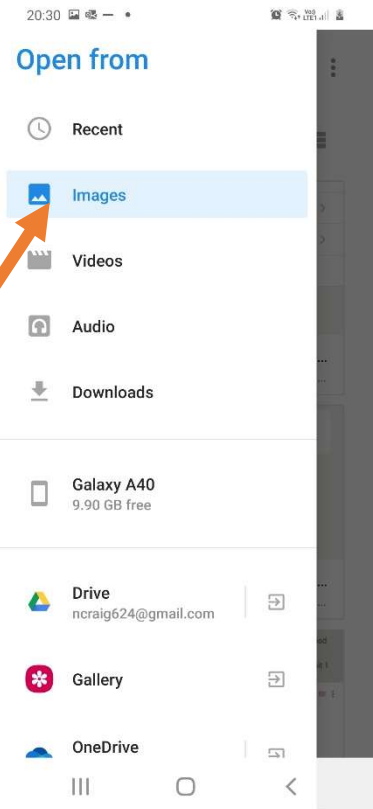 20:30
Open from
Recent
Images
Videos
Audio
Downloads
Galaxy A40
9.90 GB free
Drive
ncraig624@gmail.com
Gallery
OneDrive